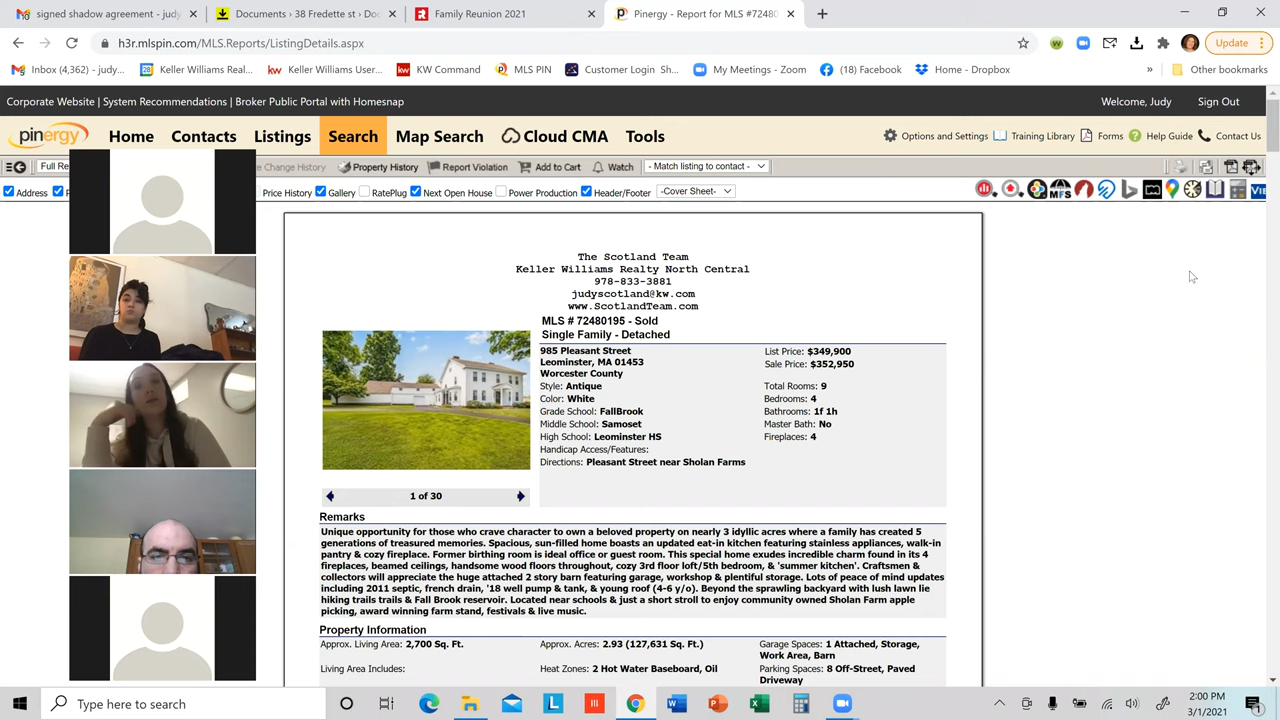 signed shadow agreement - judy
Documents › 38 Fredette st › Doc
Family Reunion 2021
Pinergy - Report for MLS #72480
h3r.mlspin.com/MLS.Reports/ListingDetails.aspx
Update
Inbox (4,362) - judy...
Keller Williams Real...
Keller Williams User...
KW Command
MLS PIN
Customer Login Sh...
My Meetings - Zoom
(18) Facebook
Home - Dropbox
»
Other bookmarks
Corporate Website | System Recommendations | Broker Public Portal with Homesnap
Welcome, Judy
Sign Out
pinergy
Home
Contacts
Listings
Search
Map Search
Cloud CMA
Tools
Options and Settings
Training Library
Forms
Help Guide
Contact Us
Full Re
Change History
Property History
Report Violation
Add to Cart
Watch
- Match listing to contact -
Address
Price History
Gallery
RatePlug
Next Open House
Power Production
Header/Footer
-Cover Sheet-
MFS
VIE
The Scotland Team
Keller Williams Realty North Central
978-833-3881
judyscotland@kw.com
www.ScotlandTeam.com
MLS # 72480195 - Sold
Single Family - Detached
985 Pleasant Street
Leominster, MA 01453
Worcester County
Style: Antique
Color: White
Grade School: FallBrook
Middle School: Samoset
High School: Leominster HS
Handicap Access/Features:
Directions: Pleasant Street near Sholan Farms
List Price: $349,900
Sale Price: $352,950
Total Rooms: 9
Bedrooms: 4
Bathrooms: 1f 1h
Master Bath: No
Fireplaces: 4
1 of 30
Remarks
Unique opportunity for those who crave character to own a beloved property on nearly 3 idyllic acres where a family has created 5
generations of treasured memories. Spacious, sun-filled home boasts an updated eat-in kitchen featuring stainless appliances, walk-in
pantry & cozy fireplace. Former birthing room is ideal office or guest room. This special home exudes incredible charm found in its 4
fireplaces, beamed ceilings, handsome wood floors throughout, cozy 3rd floor loft/5th bedroom, & 'summer kitchen'. Craftsmen &
collectors will appreciate the huge attached 2 story barn featuring garage, workshop & plentiful storage. Lots of peace of mind updates
including 2011 septic, french drain, '18 well pump & tank, & young roof (4-6 y/o). Beyond the sprawling backyard with lush lawn lie
hiking trails trails & Fall Brook reservoir. Located near schools & just a short stroll to enjoy community owned Sholan Farm apple
picking, award winning farm stand, festivals & live music.
Property Information
Approx. Living Area: 2,700 Sq. Ft.
Approx. Acres: 2.93 (127,631 Sq. Ft.)
Garage Spaces: 1 Attached, Storage,
Work Area, Barn
Living Area Includes:
Heat Zones: 2 Hot Water Baseboard, Oil
Parking Spaces: 8 Off-Street, Paved
Driveway
Type here to search
2:00 PM
3/1/2021
1